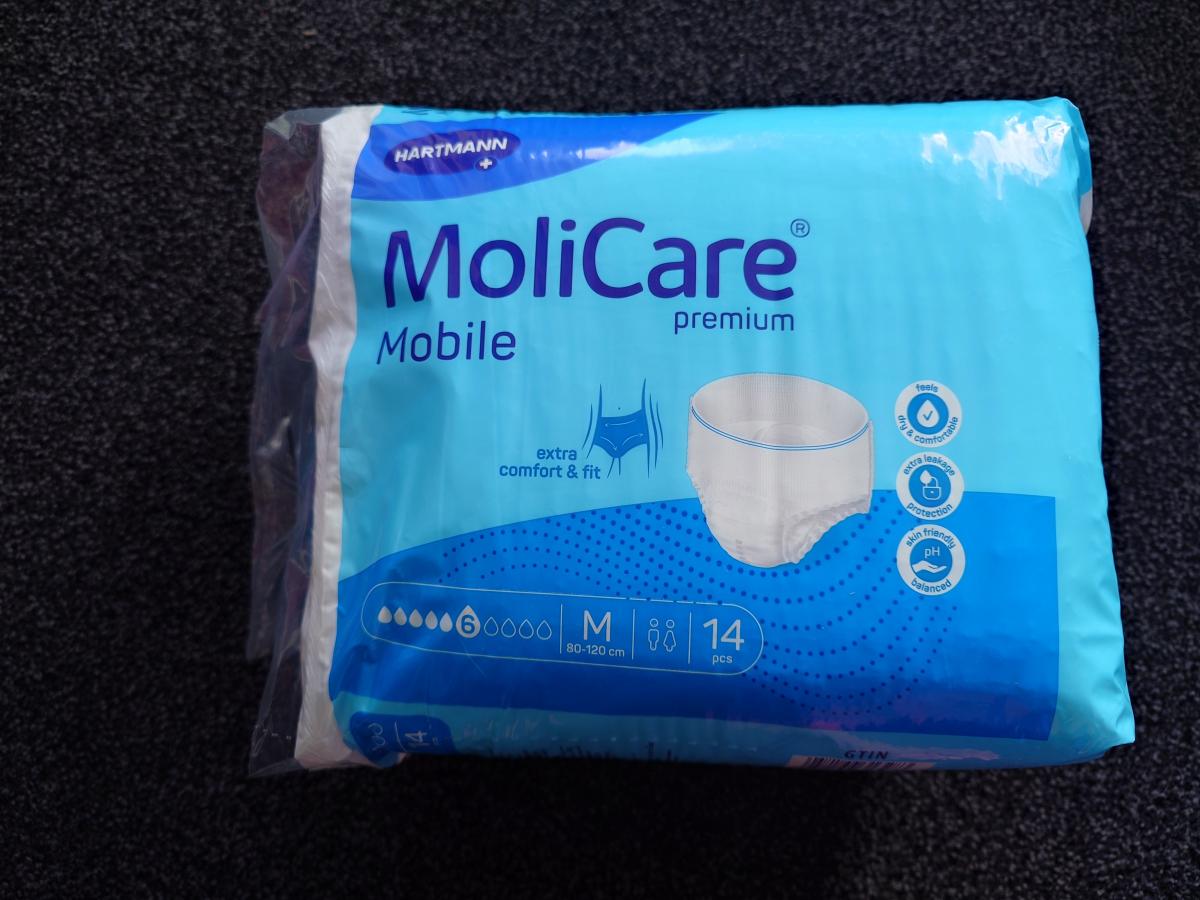 HARTMANN
MoliCare®
premium
Mobile
extra
comfort & fit
feels
dry & comfortable
extra leakage
protection
skin friendly
pH
balanced
6
M
80-120 cm
14
pcs
14
GTIN